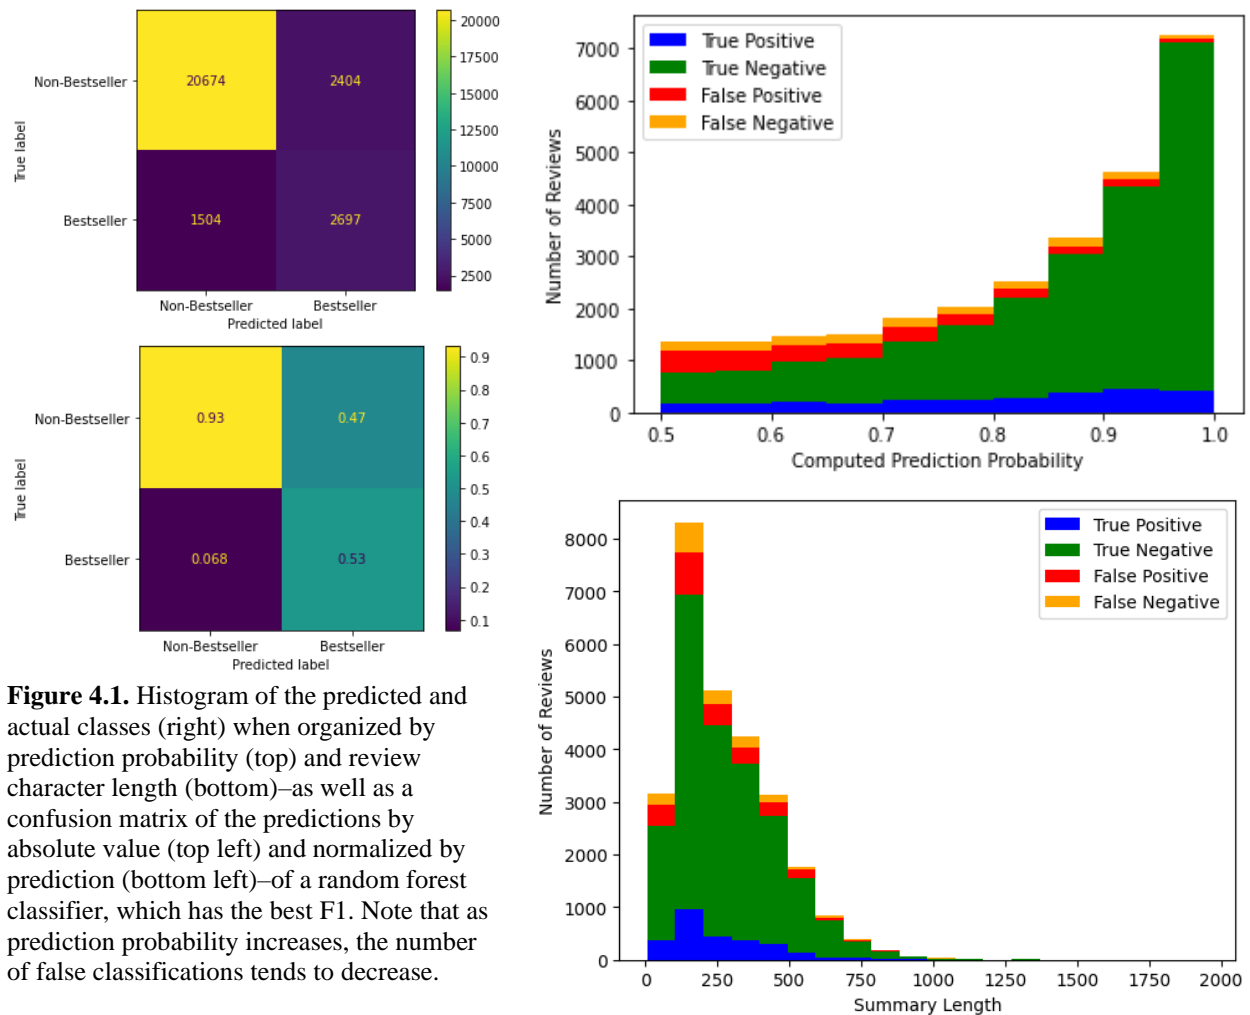 20674
2404
1504
2697
Non-Bestseller
Bestseller
True label
Non-Bestseller
Bestseller
Predicted label
20000
17500
15000
12500
10000
7500
5000
2500
0.93
0.47
0.068
0.53
Non-Bestseller
Bestseller
True label
Non-Bestseller
Bestseller
Predicted label
0.9
0.8
0.7
0.6
0.5
0.4
0.3
0.2
0.1
Figure 4.1. Histogram of the predicted and
actual classes (right) when organized by
prediction probability (top) and review
character length (bottom)–as well as a
confusion matrix of the predictions by
absolute value (top left) and normalized by
prediction (bottom left)–of a random forest
classifier, which has the best F1. Note that as
prediction probability increases, the number
of false classifications tends to decrease.
True Positive
True Negative
False Positive
False Negative
Number of Reviews
7000
6000
5000
4000
3000
2000
1000
0
0.5
0.6
0.7
0.8
0.9
1.0
Computed Prediction Probability
True Positive
True Negative
False Positive
False Negative
Number of Reviews
8000
7000
6000
5000
4000
3000
2000
1000
0
0
250
500
750
1000
1250
1500
1750
2000
Summary Length